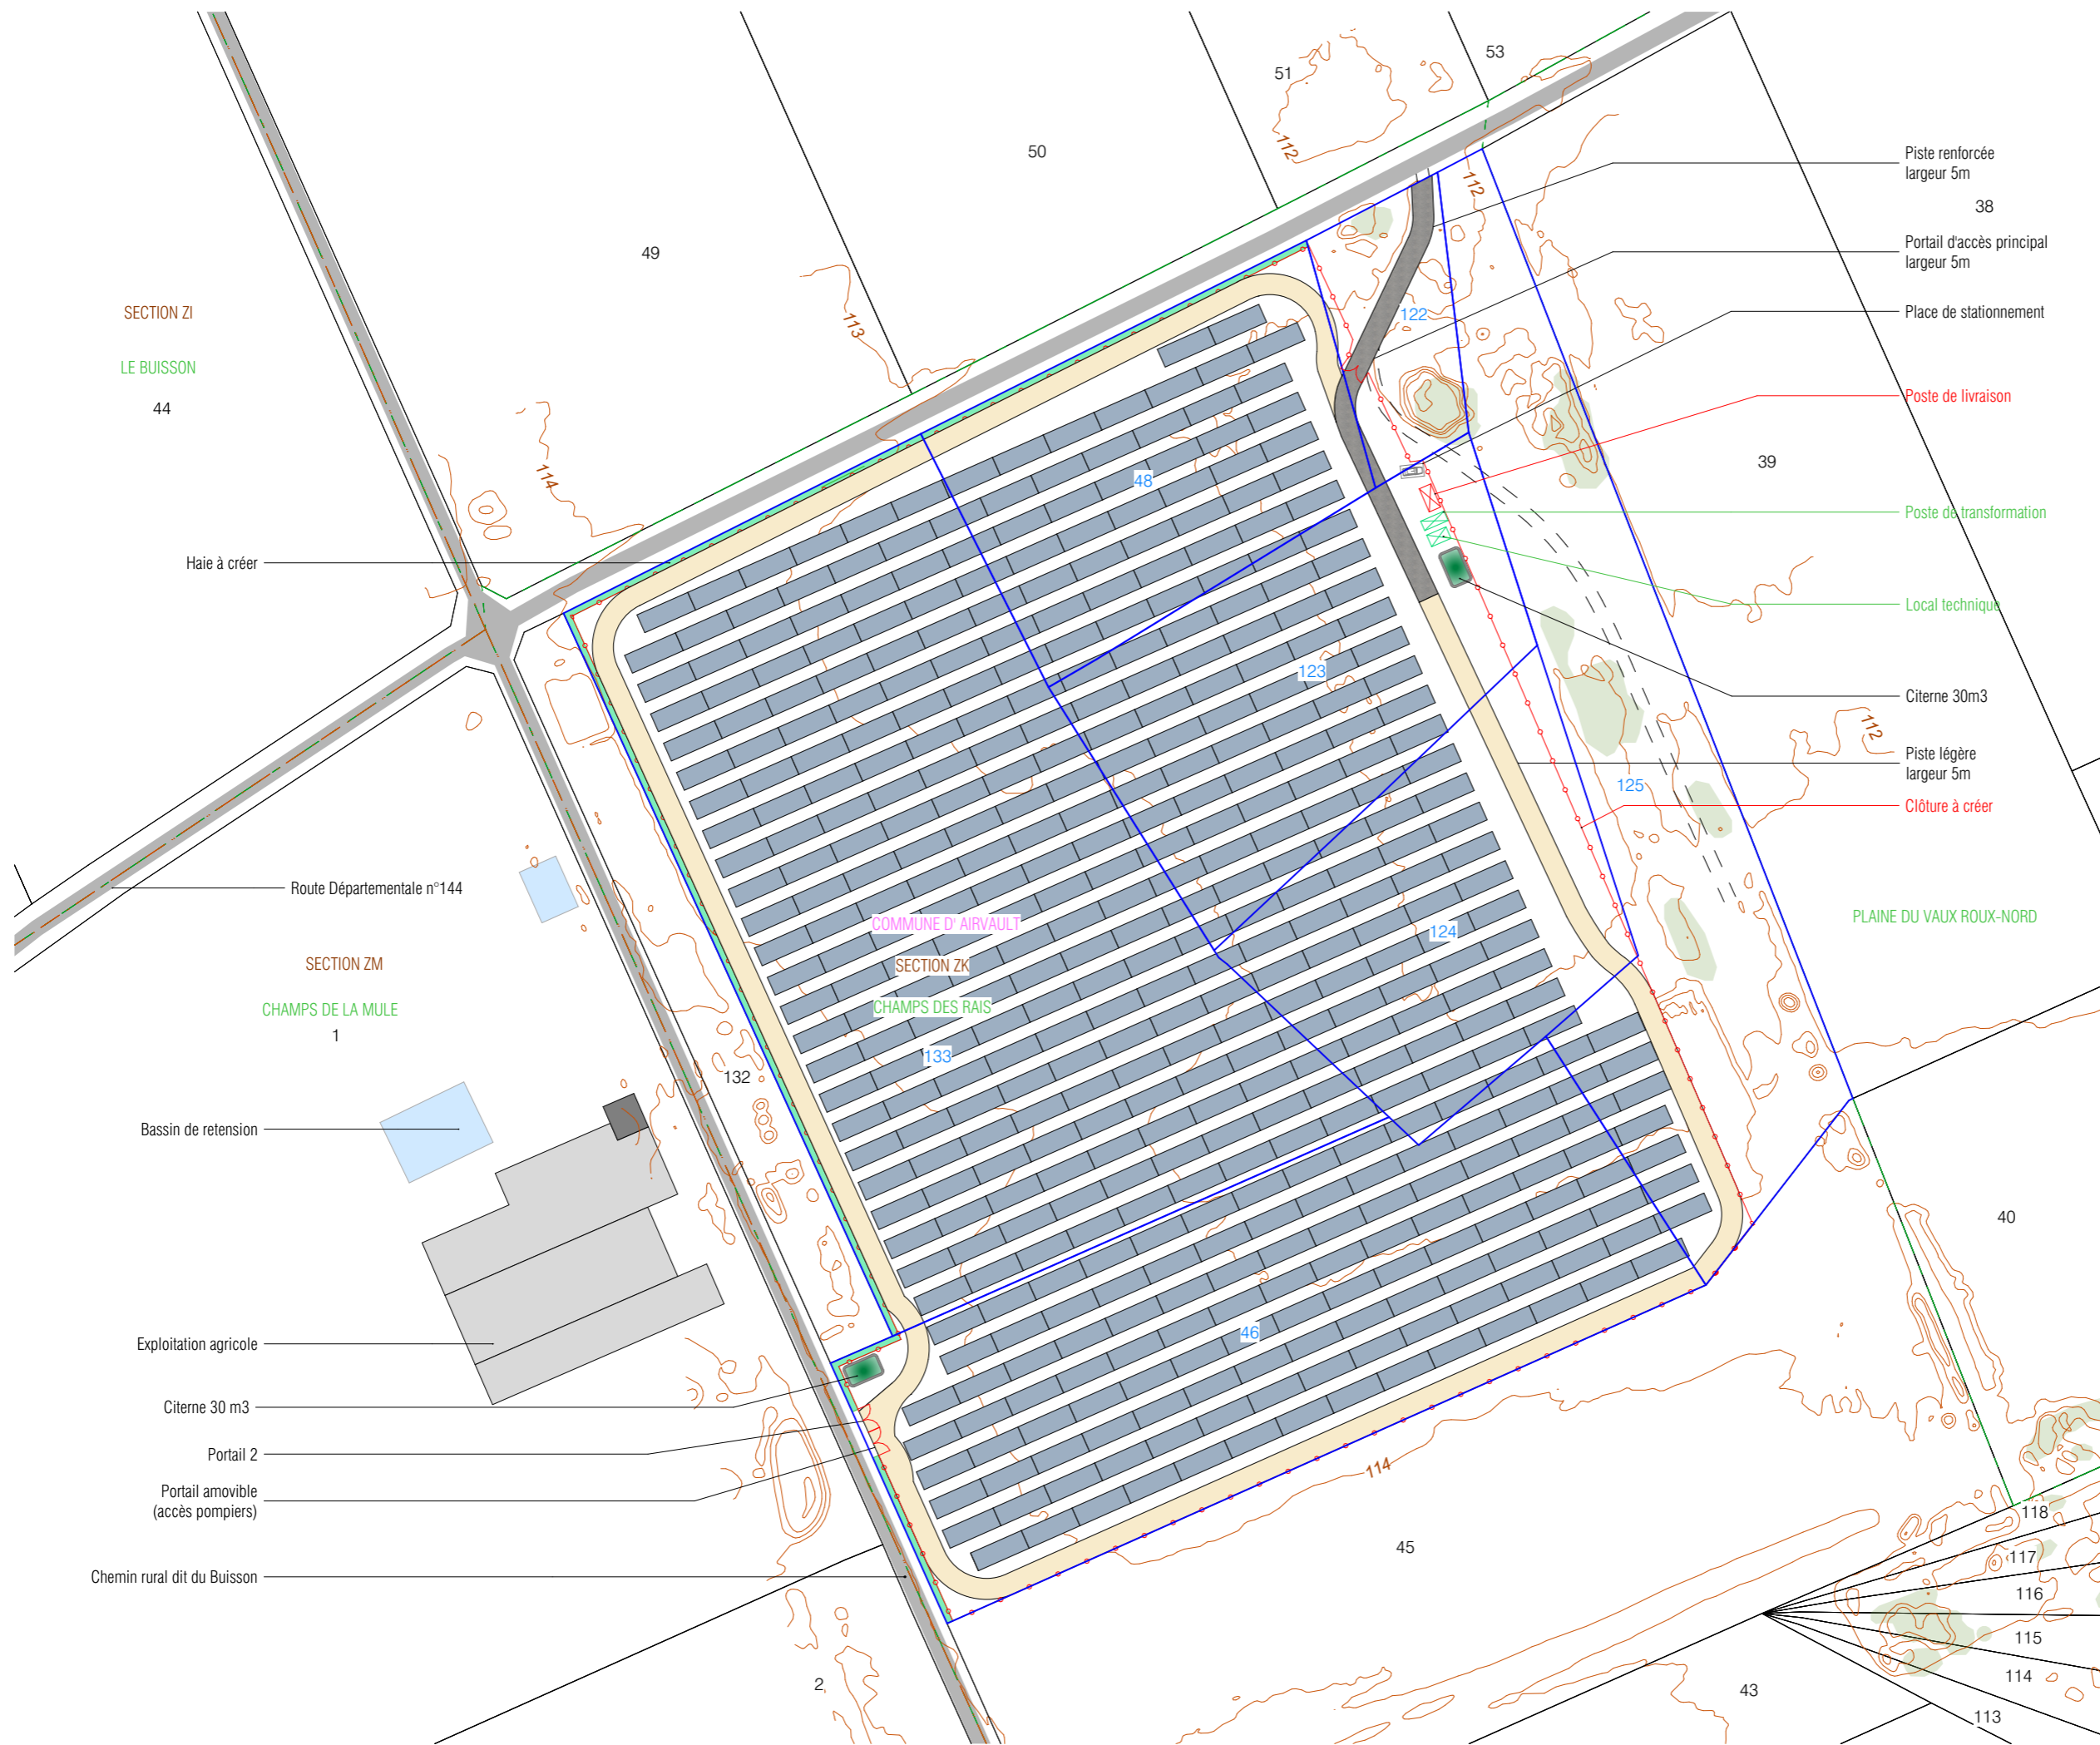 53
51
112
50
Piste renforcée
largeur 5m
112
38
49
Portail d'accès principal
largeur 5m
SECTION ZI
122
Place de stationnement
113
LE BUISSON
44
Poste de livraison
114
39
48
Poste de transformation
Haie à créer
Local technique
123
Citerne 30m3
112
Piste légère
largeur 5m
125
Clôture à créer
Route Départementale n°144
PLAINE DU VAUX ROUX-NORD
COMMUNE D' AIRVAULT
124
SECTION ZM
SECTION ZK
CHAMPS DE LA MULE
CHAMPS DES RAIS
1
133
132
Bassin de retension
40
46
Exploitation agricole
Citerne 30 m3
Portail 2
114
Portail amovible
(accès pompiers)
118
45
117
Chemin rural dit du Buisson
116
115
2
114
43
113